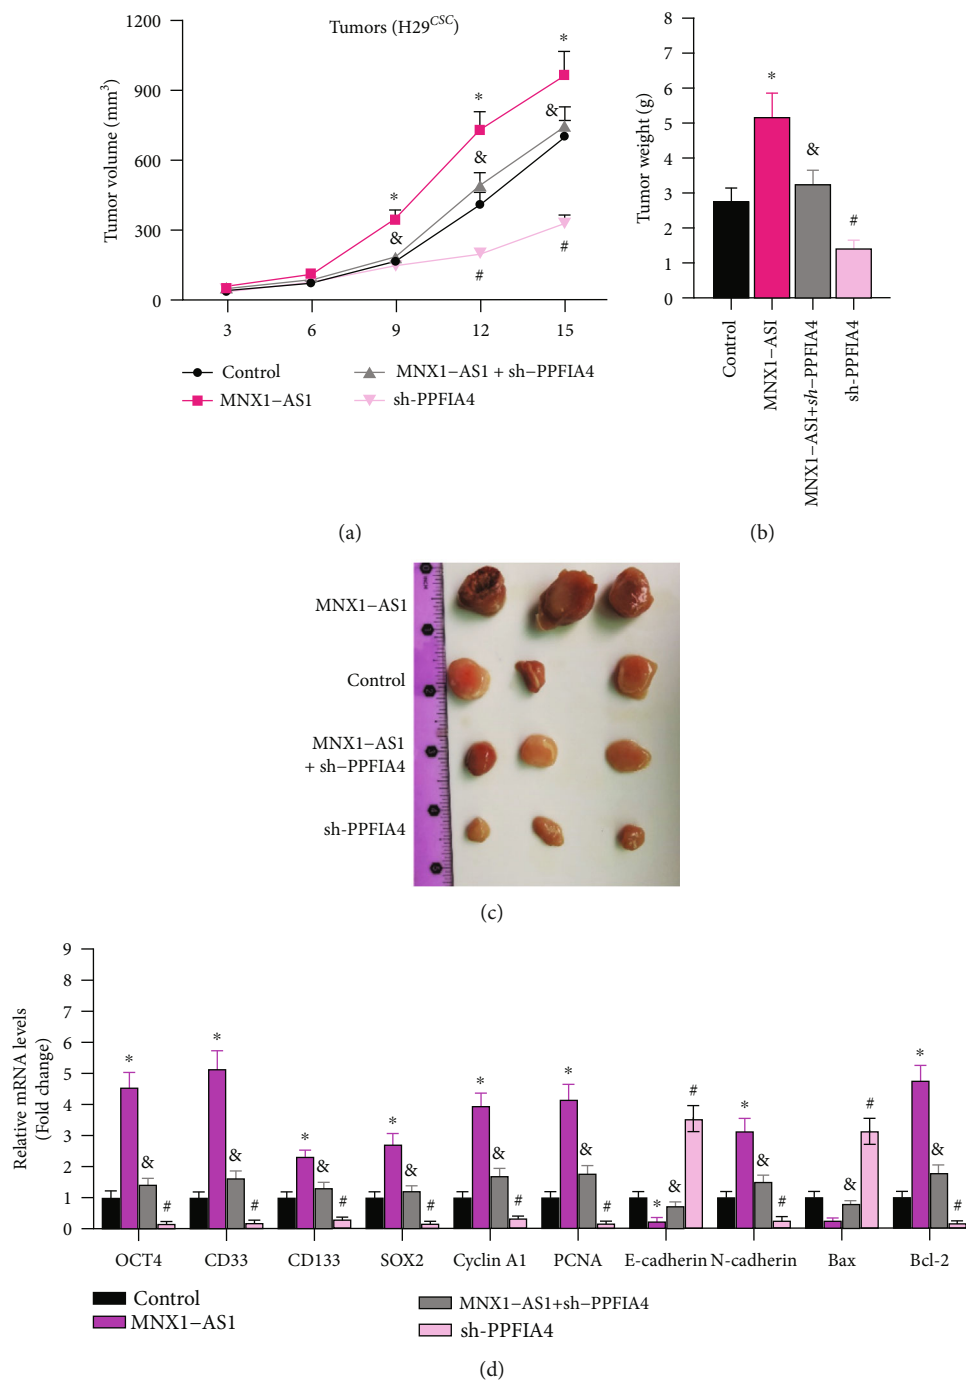 Tumors (H29CSC)
Tumor volume (mm3)
1200
900
600
300
0
3 6 9 12 15
* * *
& & &
# #
Control
MNX1–AS1
MNX1–AS1 + sh–PPFIA4
sh-PPFIA4
(a)
Tumor weight (g)
8
7
6
5
4
3
2
1
0
* & #
Control
MNX1–ASI
MNX1–ASI+sh–PPFIA4
sh-PPFIA4
(b)
MNX1–AS1
Control
MNX1–AS1
+ sh–PPFIA4
sh-PPFIA4
(c)
Relative mRNA levels
(Fold change)
9
8
7
6
5
4
3
2
1
0
* & # * & # * & # * & # * & # * & # * & # * & # & # * & #
OCT4 CD33 CD133 SOX2 Cyclin A1 PCNA E-cadherin N-cadherin Bax Bcl-2
Control
MNX1–AS1
MNX1–AS1+sh–PPFIA4
sh-PPFIA4
(d)